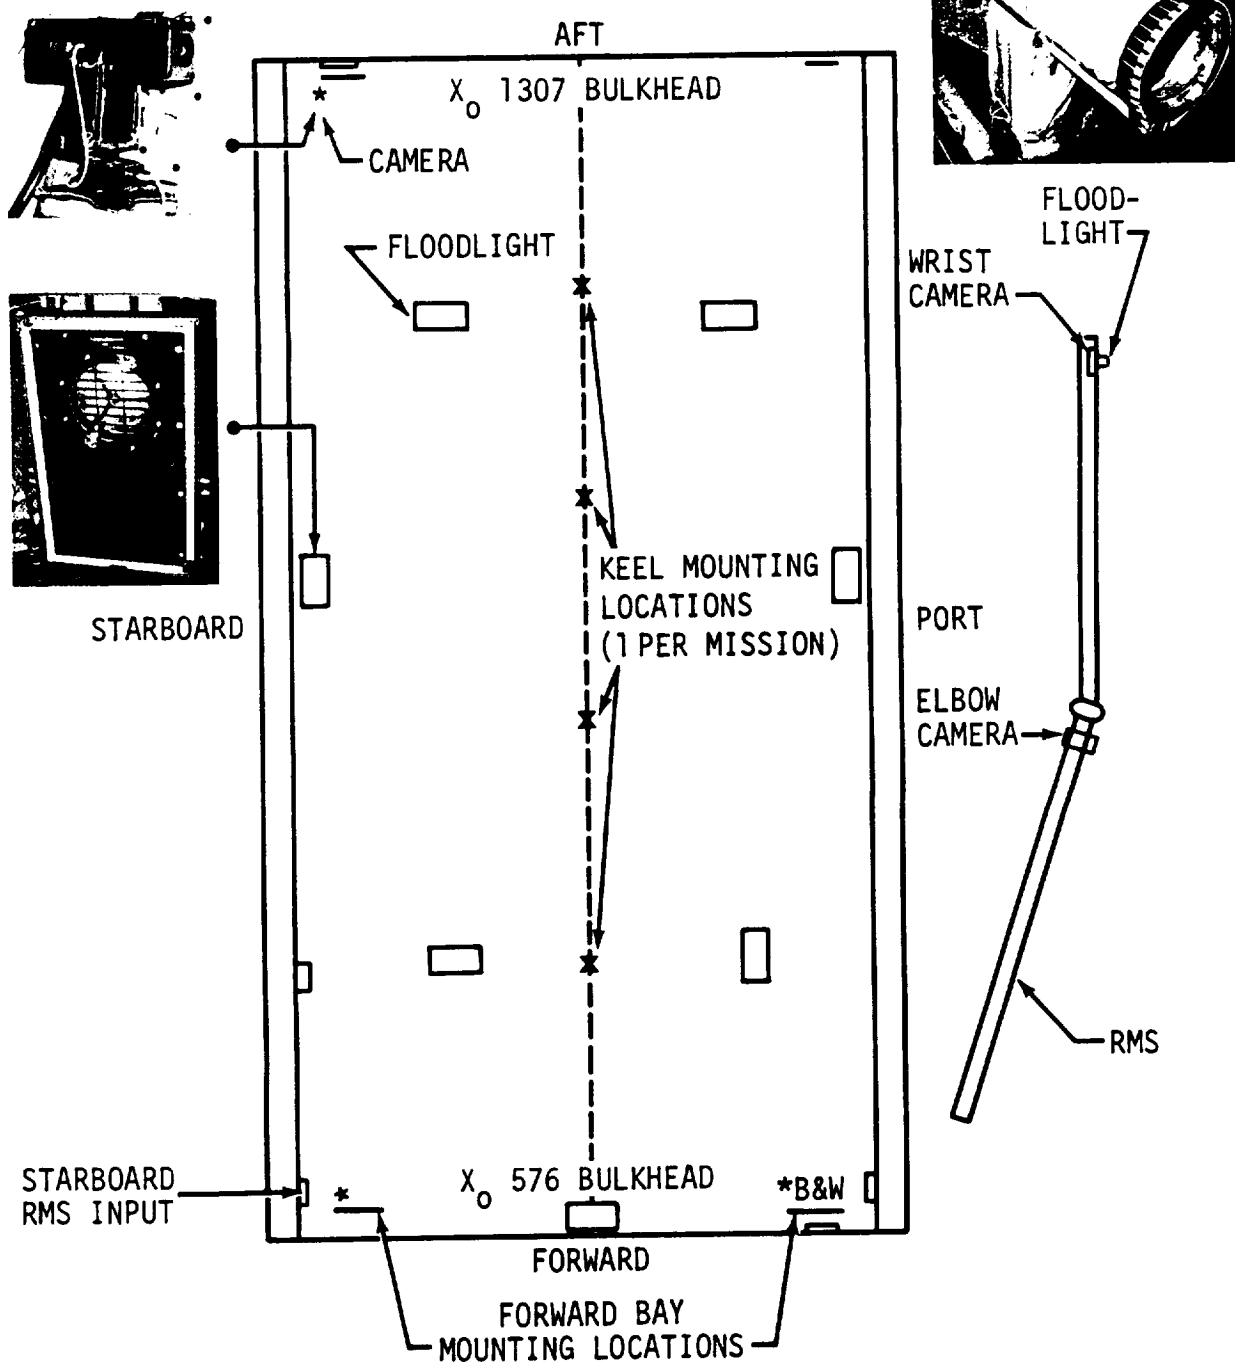 AFT
X₀ 1307 BULKHEAD
*
CAMERA
FLOODLIGHT
FLOOD-
LIGHT
WRIST
CAMERA
KEEL MOUNTING
LOCATIONS
(1 PER MISSION)
STARBOARD
PORT
ELBOW
CAMERA
RMS
STARBOARD
RMS INPUT
*
X₀ 576 BULKHEAD
*B&W
FORWARD
FORWARD BAY
MOUNTING LOCATIONS